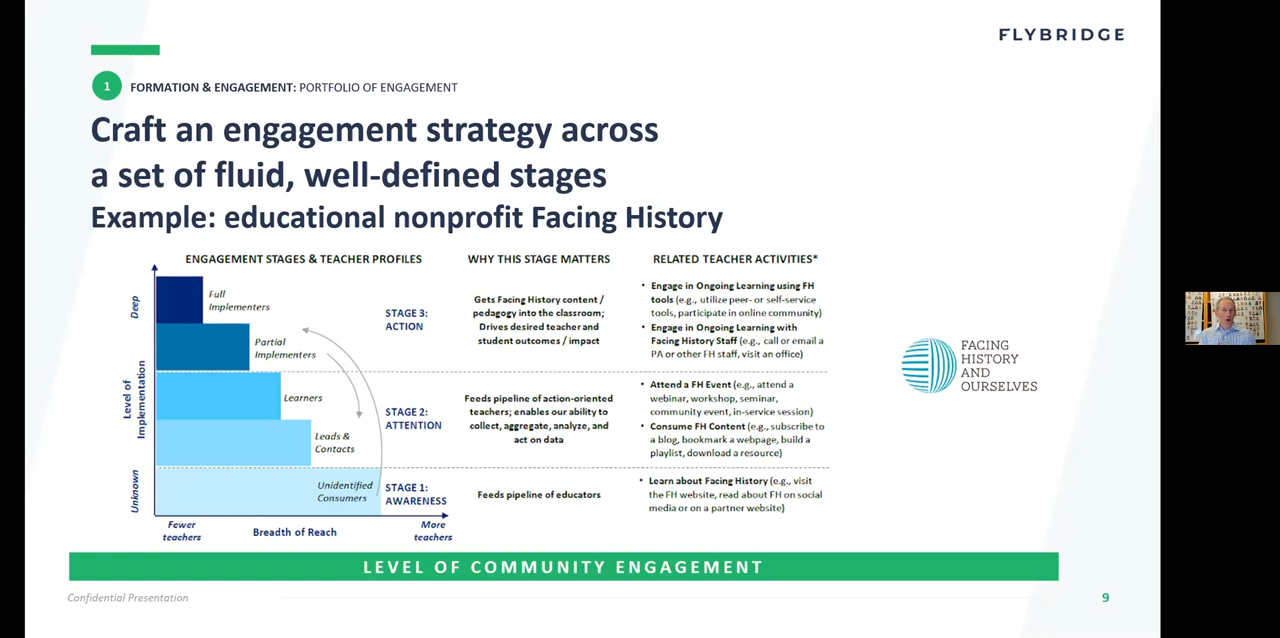 FLYBRIDGE
1
FORMATION & ENGAGEMENT: PORTFOLIO OF ENGAGEMENT
Craft an engagement strategy across
a set of fluid, well-defined stages
Example: educational nonprofit Facing History
ENGAGEMENT STAGES & TEACHER PROFILES
WHY THIS STAGE MATTERS
RELATED TEACHER ACTIVITIES*
Deep
Level of
Implementation
Unknown
Full
Implementers
Partial
Implementers
STAGE 3:
ACTION
Gets Facing History content /
pedagogy into the classroom;
Drives desired teacher and
student outcomes / impact
• Engage in Ongoing Learning using FH
tools (e.g., utilize peer- or self-service
tools, participate in online community)
• Engage in Ongoing Learning with
Facing History Staff (e.g., call or email a
PA or other FH staff, visit an office)
Learners
Leads &
Contacts
STAGE 2:
ATTENTION
Feeds pipeline of action-oriented
teachers; enables our ability to
collect, aggregate, analyze, and
act on data
• Attend a FH Event (e.g., attend a
webinar, workshop, seminar,
community event, in-service session)
• Consume FH Content (e.g., subscribe to
a blog, bookmark a webpage, build a
playlist, download a resource)
Unidentified
Consumers
STAGE 1:
AWARENESS
Feeds pipeline of educators
• Learn about Facing History (e.g., visit
the FH website, read about FH on social
media or on a partner website)
Fewer
teachers
Breadth of Reach
More
teachers
FACING
HISTORY
AND
OURSELVES
LEVEL OF COMMUNITY ENGAGEMENT
Confidential Presentation
9